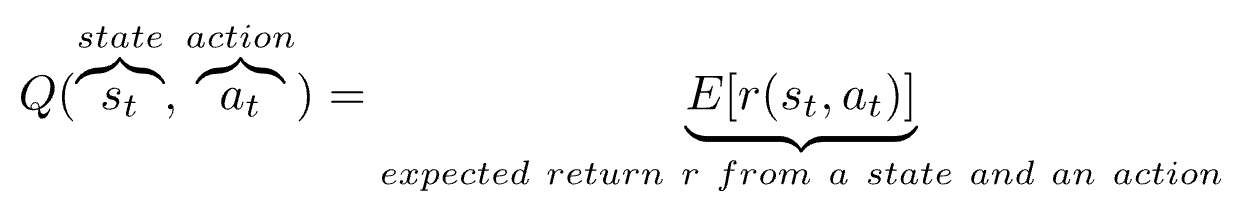 state action
Q(s_t, a_t) = E[r(s_t, a_t)]
expected return r from a state and an action